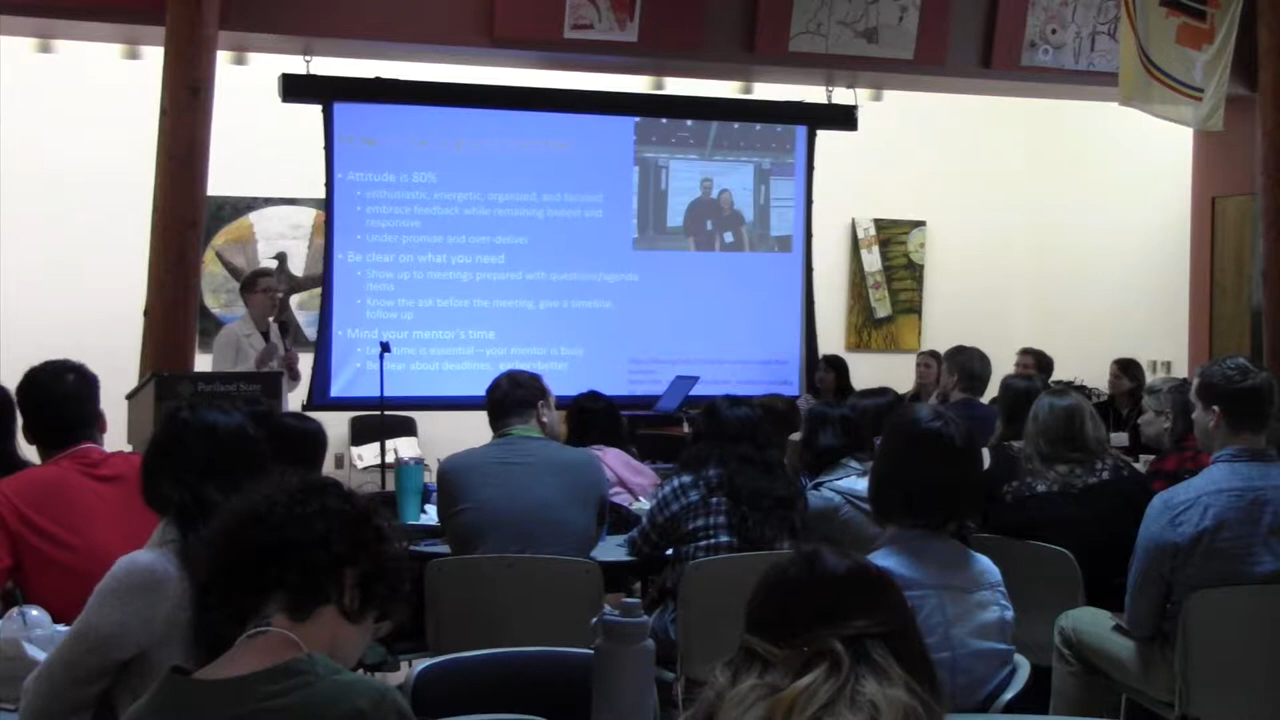 • Attitude is 80%
• enthusiastic, energetic, organized, and focused
• embrace feedback while remaining honest and
responsive
• Under-promise and over-deliver
• Be clear on what you need
• Show up to meetings prepared with questions/agenda
items
• Know the ask before the meeting, give a timeline,
follow up
• Mind your mentor's time
time is essential—your mentor is busy
• Be clear about deadlines, earlier=better
Portland State